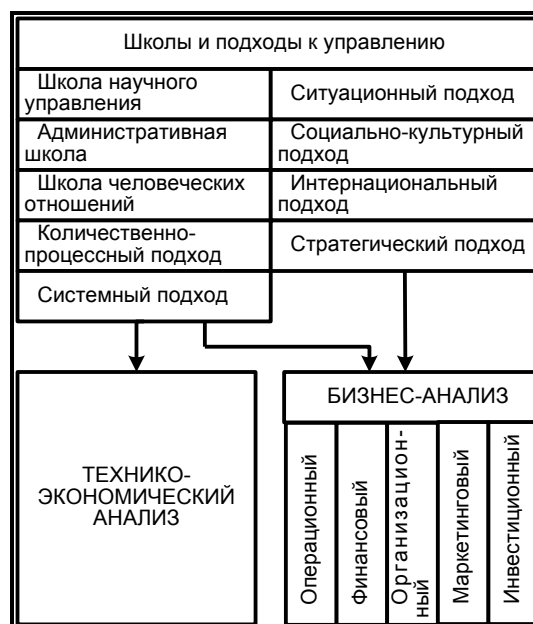 Школы и подходы к управлению
Школа научного
управления
Ситуационный подход
Административная
школа
Социально-культурный
подход
Школа человеческих
отношений
Интернациональный
подход
Количественно-
процессный подход
Стратегический подход
Системный подход
ТЕХНИКО-
ЭКОНОМИЧЕСКИЙ
АНАЛИЗ
БИЗНЕС-АНАЛИЗ
Операционный
Финансовый
Организацион-
ный
Маркетинговый
Инвестиционный